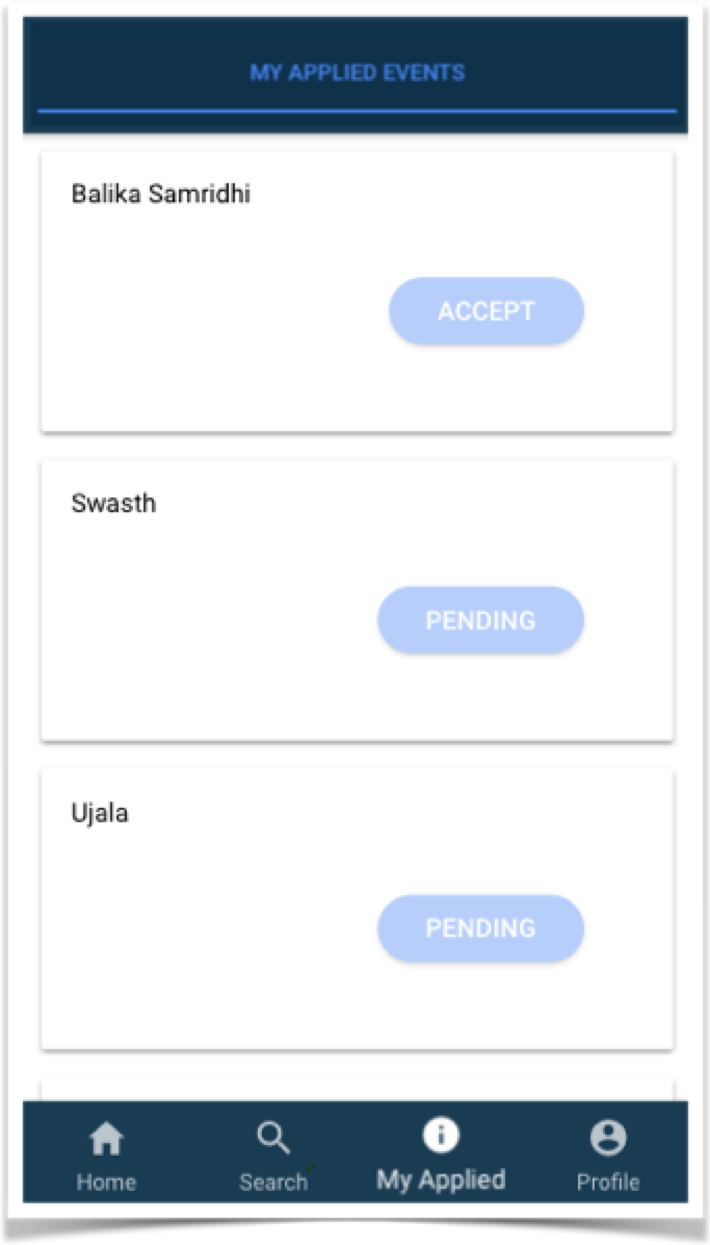 MY APPLIED EVENTS
Balika Samridhi
ACCEPT
Swasth
PENDING
Ujala
PENDING
Home Search My Applied Profile